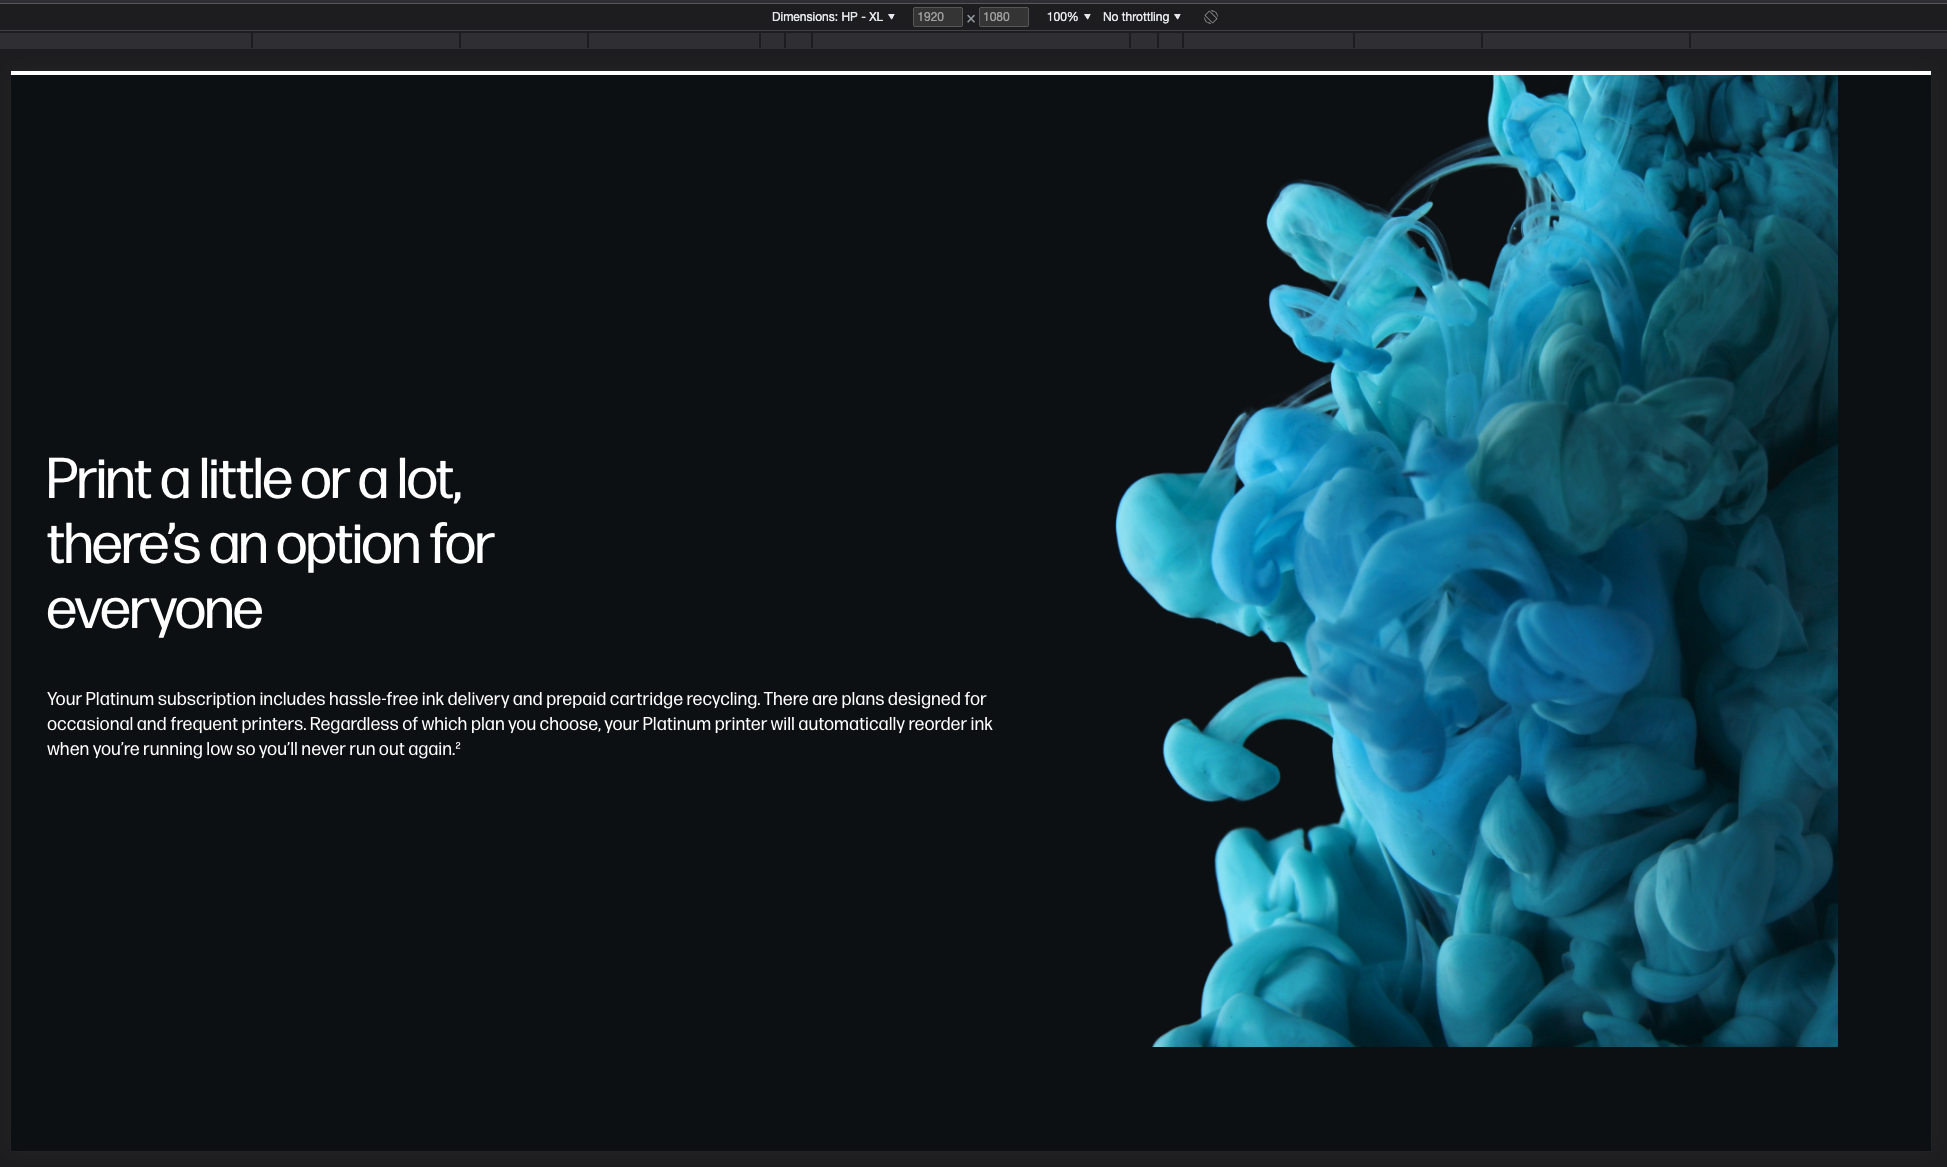 Dimensions: HP - XL ▼ 1920 × 1080 100% ▼ No throttling ▼
Print a little or a lot,
there’s an option for
everyone
Your Platinum subscription includes hassle-free ink delivery and prepaid cartridge recycling. There are plans designed for
occasional and frequent printers. Regardless of which plan you choose, your Platinum printer will automatically reorder ink
when you’re running low so you’ll never run out again.²